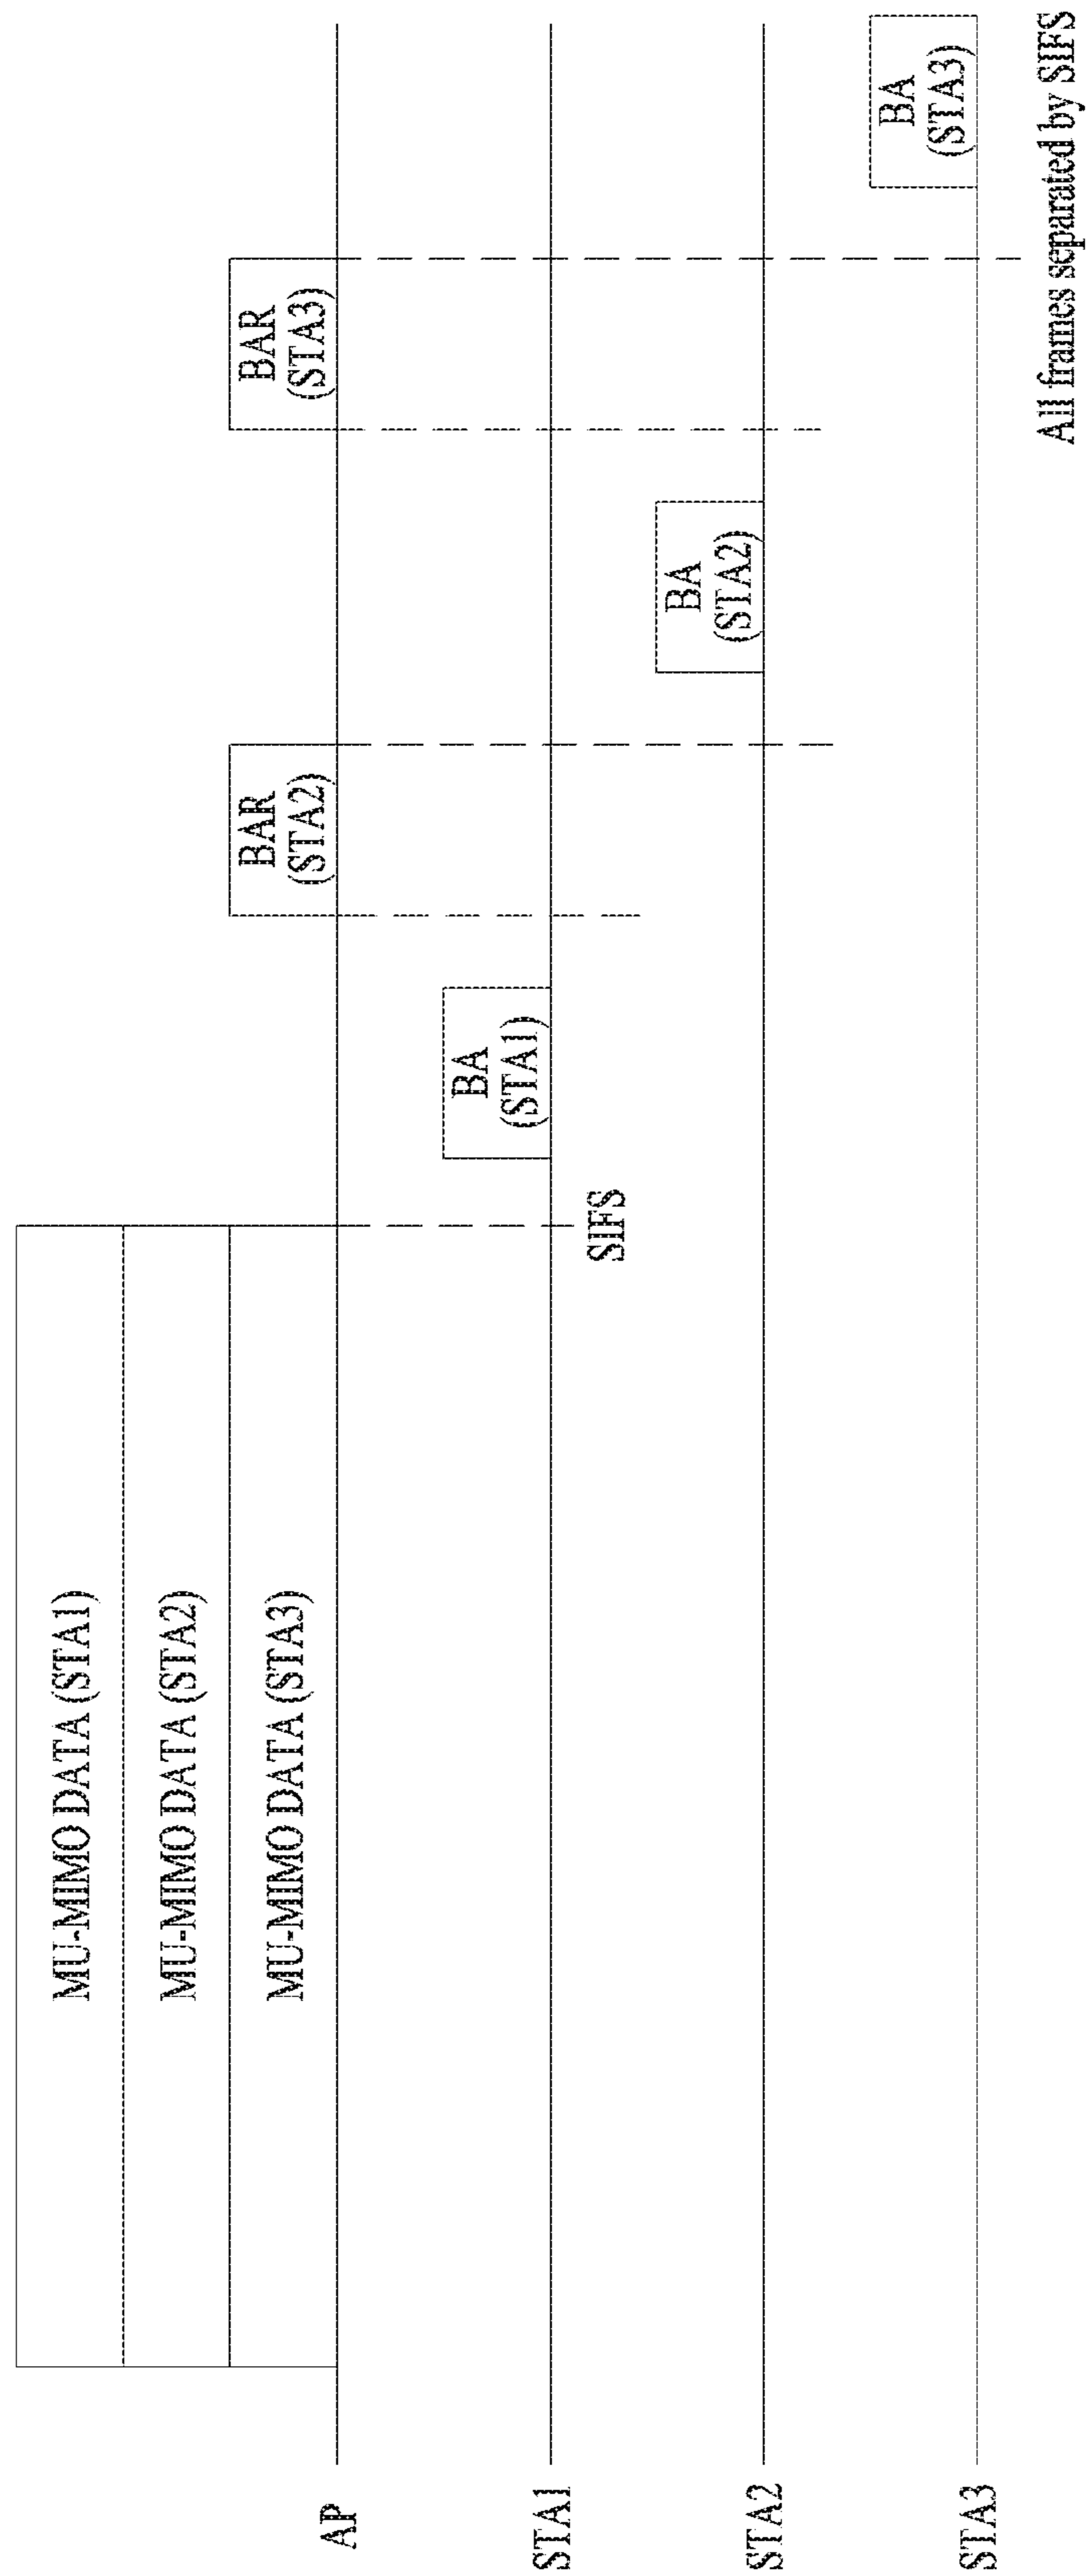 MU-MIMO DATA (STA1)
MU-MIMO DATA (STA2)
MU-MIMO DATA (STA3)
BAR
(STA2)
BAR
(STA3)
AP
BA
(STA1)
STA1
SIFS
BA
(STA2)
STA2
BA
(STA3)
STA3
All frames separated by SIFS